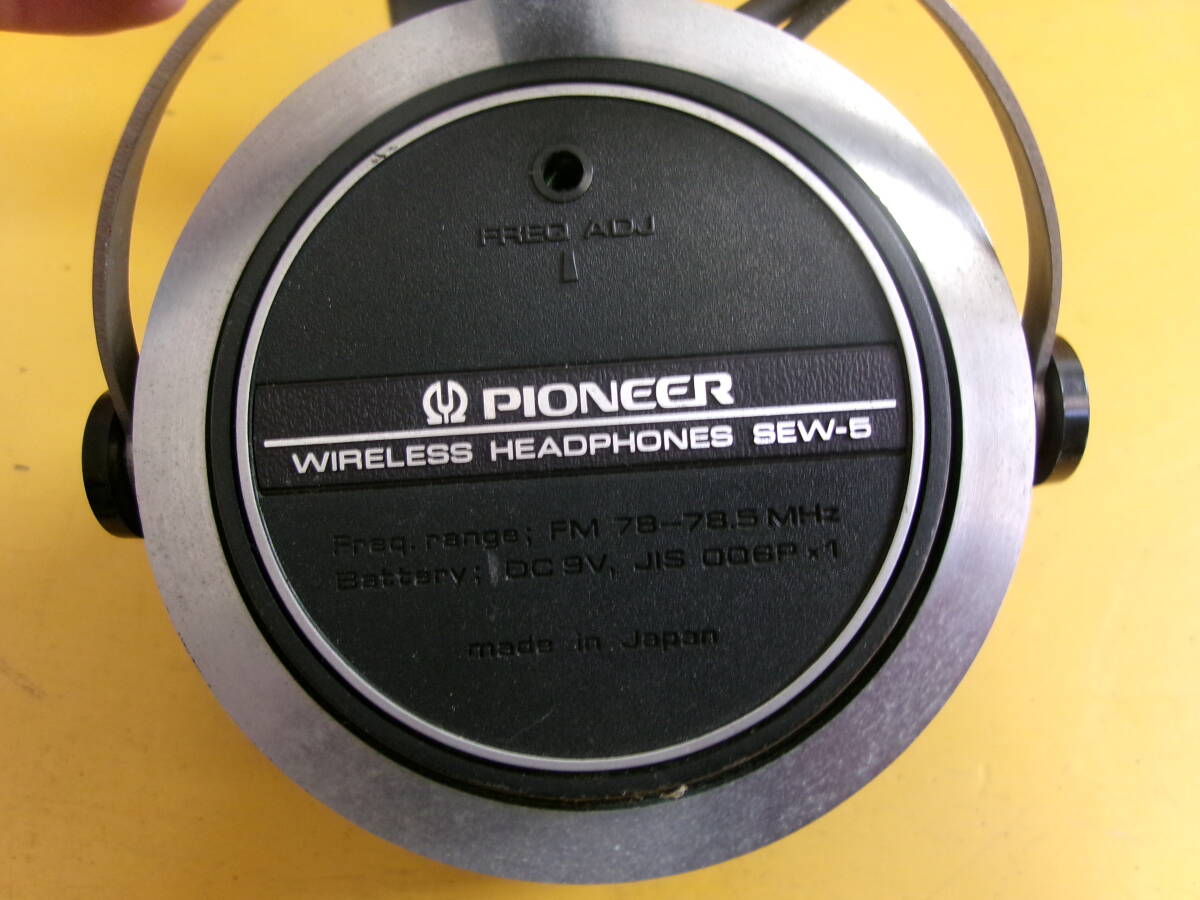 FREQ ADJ
PIONEER
WIRELESS HEADPHONES SEW-5
Freq. range; FM 78-78.5 MHz
Battery; DC 9V, JIS 006P x1
made in Japan